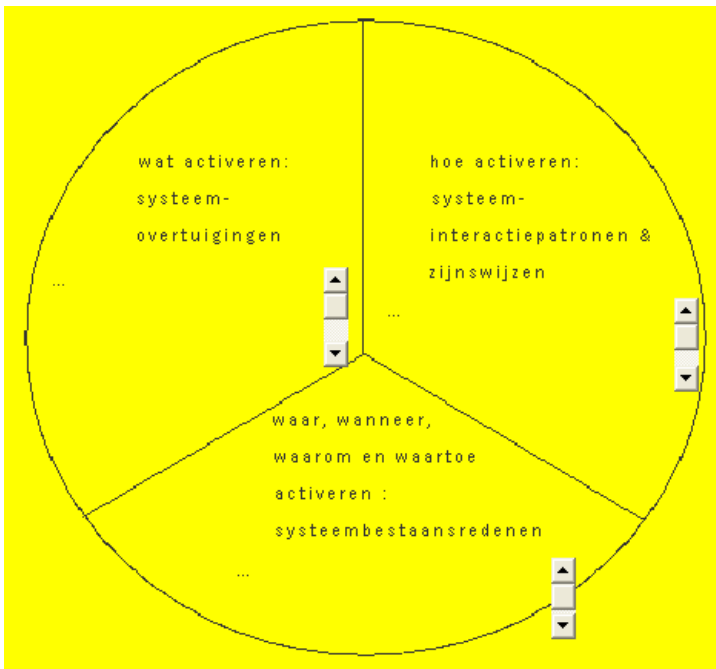 wat activeren:
systeem-
overtuigingen
...
hoe activeren:
systeem-
interactiepatronen &
zijnswijzen
...
waar, wanneer,
waarom en waartoe
activeren :
systeembestaansredenen
...